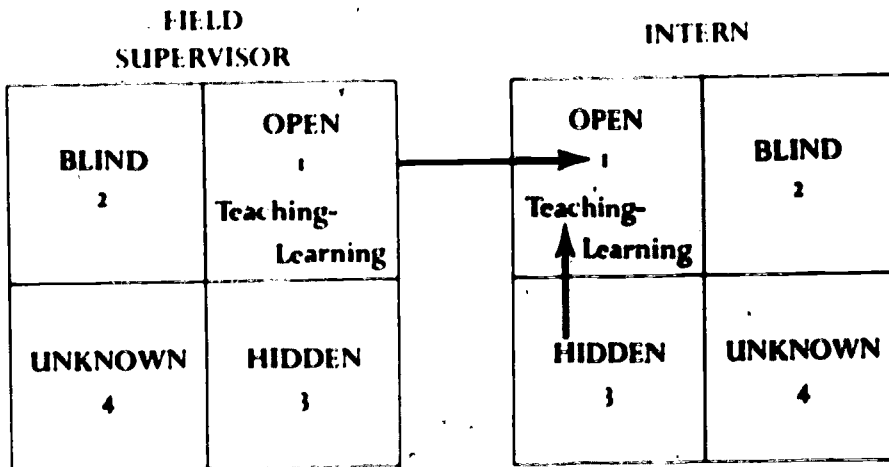 FIELD
SUPERVISOR
INTERN
BLIND
2
OPEN
1
Teaching-
Learning
OPEN
1
Teaching-
Learning
BLIND
2
UNKNOWN
4
HIDDEN
3
HIDDEN
3
UNKNOWN
4